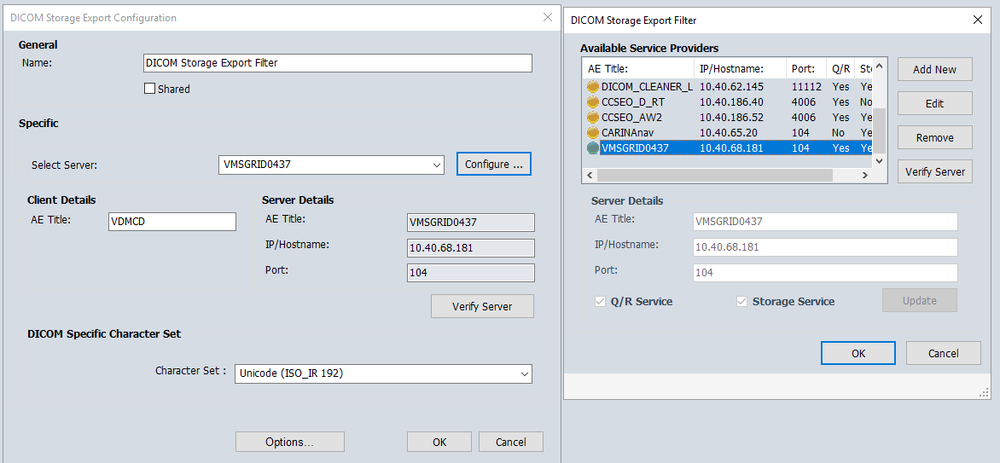 DICOM Storage Export Configuration
General
Name: DICOM Storage Export Filter
Shared
Specific
Select Server: VMSGRID0437 Configure ...
Client Details
AE Title: VDMCD
Server Details
AE Title: VMSGRID0437
IP/Hostname: 10.40.68.181
Port: 104
Verify Server
DICOM Specific Character Set
Character Set : Unicode (ISO_IR 192)
Options... OK Cancel
DICOM Storage Export Filter
Available Service Providers
AE Title: IP/Hostname: Port: Q/R Sto
DICOM_CLEANER_L 10.40.62.145 11112 Yes Ye
CCSEO_D_RT 10.40.186.40 4006 Yes No
CCSEO_AW2 10.40.186.52 4006 Yes Ye
CARINAnav 10.40.65.20 104 No Ye
VMSGRID0437 10.40.68.181 104 Yes Ye
Add New
Edit
Remove
Verify Server
Server Details
AE Title: VMSGRID0437
IP/Hostname: 10.40.68.181
Port: 104
Q/R Service Storage Service Update
OK Cancel